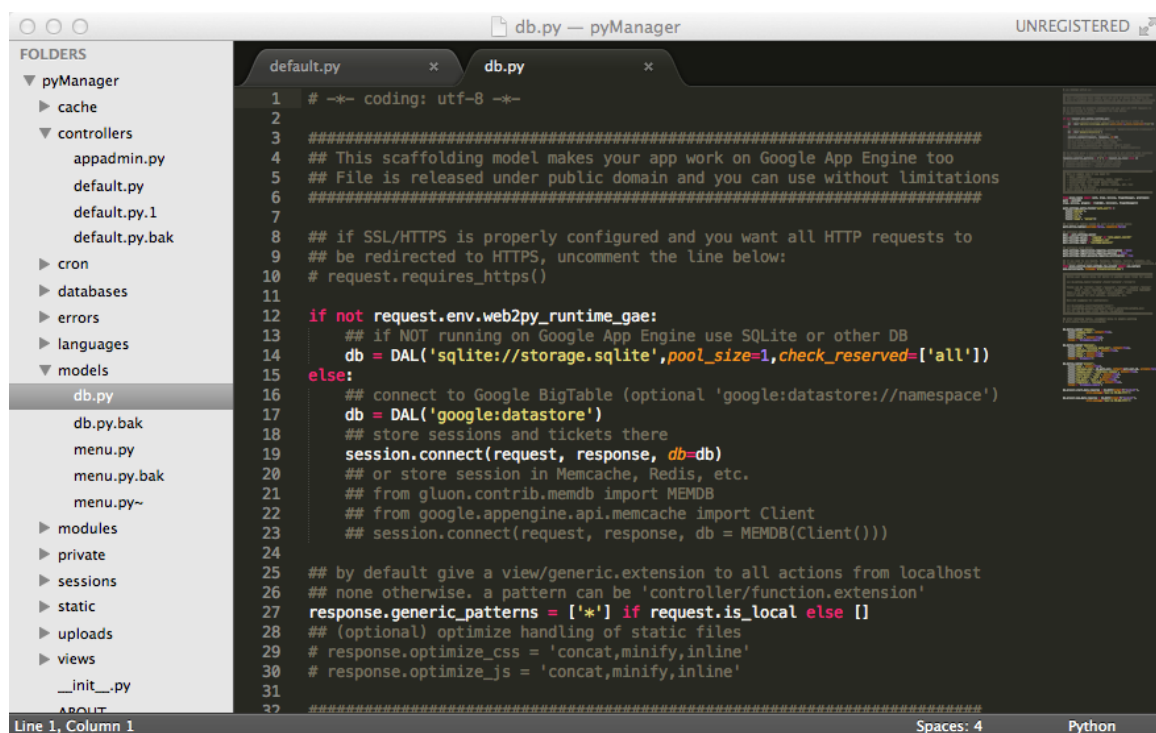 db.py — pyManager
UNREGISTERED
FOLDERS
pyManager
cache
controllers
appadmin.py
default.py
default.py.1
default.py.bak
cron
databases
errors
languages
models
db.py
db.py.bak
menu.py
menu.py.bak
menu.py~
modules
private
sessions
static
uploads
views
__init__.py
ABOUT
default.py × db.py ×
1 # -*- coding: utf-8 -*-
2
3 #########################################################################
4 ## This scaffolding model makes your app work on Google App Engine too
5 ## File is released under public domain and you can use without limitations
6 #########################################################################
7
8 ## if SSL/HTTPS is properly configured and you want all HTTP requests to
9 ## be redirected to HTTPS, uncomment the line below:
10 # request.requires_https()
11
12 if not request.env.web2py_runtime_gae:
13     ## if NOT running on Google App Engine use SQLite or other DB
14     db = DAL('sqlite://storage.sqlite',pool_size=1,check_reserved=['all'])
15 else:
16     ## connect to Google BigTable (optional 'google:datastore://namespace')
17     db = DAL('google:datastore')
18     ## store sessions and tickets there
19     session.connect(request, response, db=db)
20     ## or store session in Memcache, Redis, etc.
21     ## from gluon.contrib.memdb import MEMDB
22     ## from google.appengine.api.memcache import Client
23     ## session.connect(request, response, db = MEMDB(Client()))
24
25 ## by default give a view/generic.extension to all actions from localhost
26 ## none otherwise. a pattern can be 'controller/function.extension'
27 response.generic_patterns = ['*'] if request.is_local else []
28 ## (optional) optimize handling of static files
29 # response.optimize_css = 'concat,minify,inline'
30 # response.optimize_js = 'concat,minify,inline'
31
32 #########################################################################
Line 1, Column 1
Spaces: 4
Python